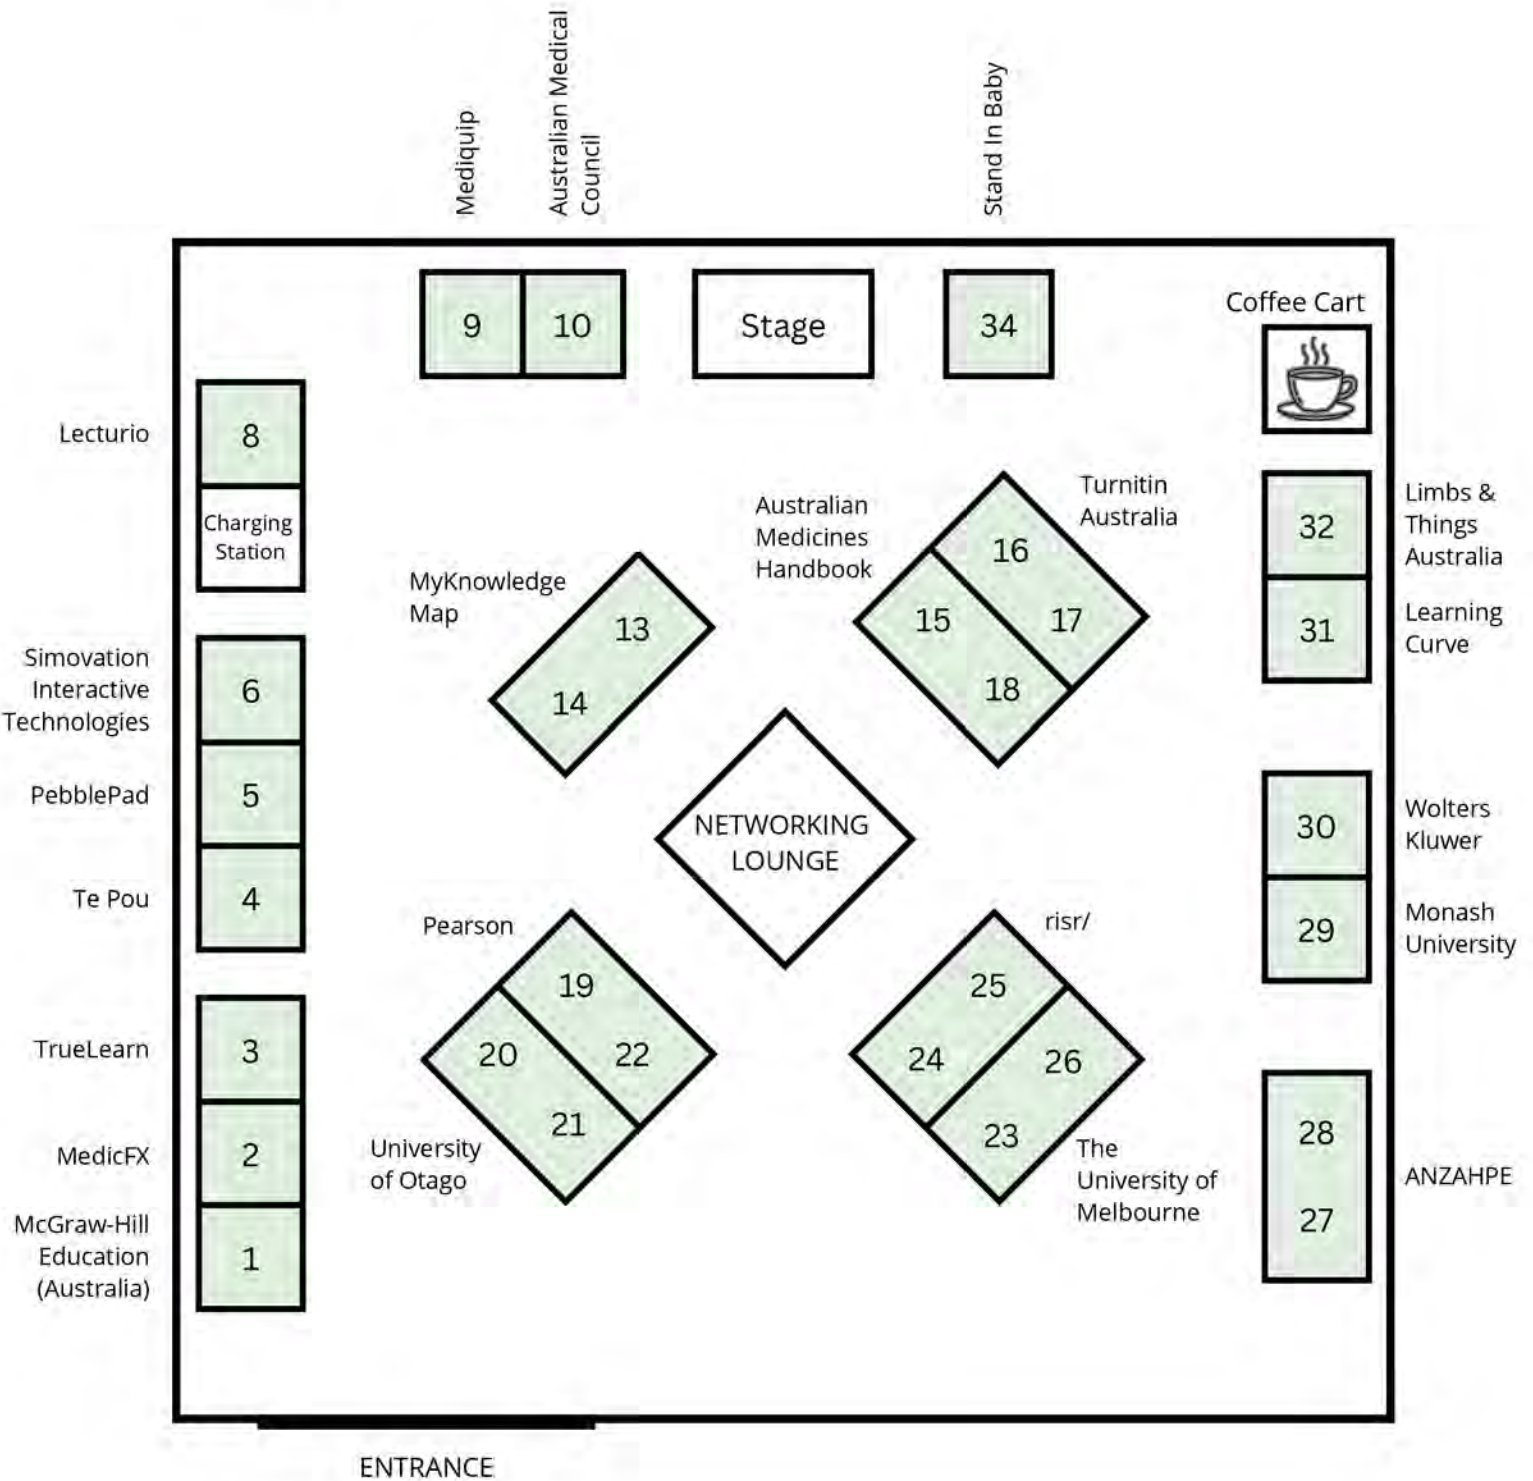 Mediquip
Australian Medical
Council
Stand In Baby
9
10
Stage
34
Coffee Cart
Lecturio
8
Charging
Station
Limbs &
Things
Australia
32
Learning
Curve
31
Turnitin
Australia
Australian
Medicines
Handbook
16
15
17
18
MyKnowledge
Map
13
14
Simovation
Interactive
Technologies
6
PebblePad
5
Te Pou
4
NETWORKING
LOUNGE
30
Wolters
Kluwer
29
Monash
University
Pearson
19
20
22
21
University
of Otago
risr/
25
24
26
23
The
University of
Melbourne
TrueLearn
3
MedicFX
2
McGraw-Hill
Education
(Australia)
1
28
ANZAHPE
27
ENTRANCE